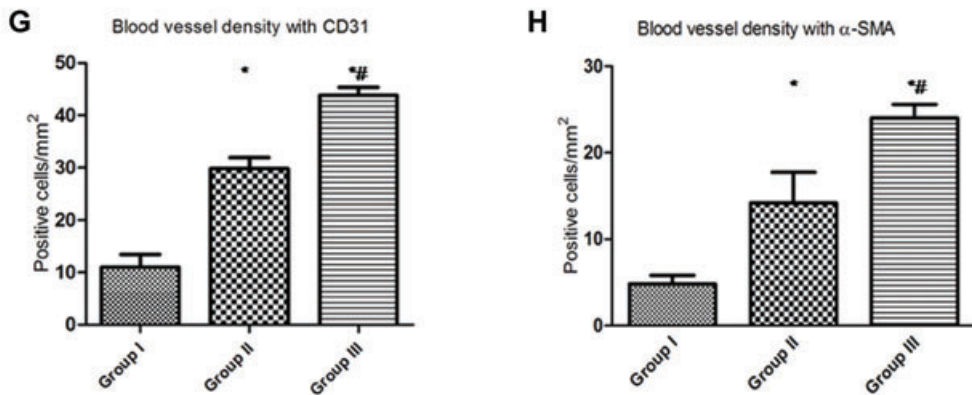 G
Blood vessel density with CD31
Positive cells/mm²
50
40
30
20
10
0
*
*#
Group I
Group II
Group III
H
Blood vessel density with α-SMA
Positive cells/mm²
30
20
10
0
*
*#
Group I
Group II
Group III